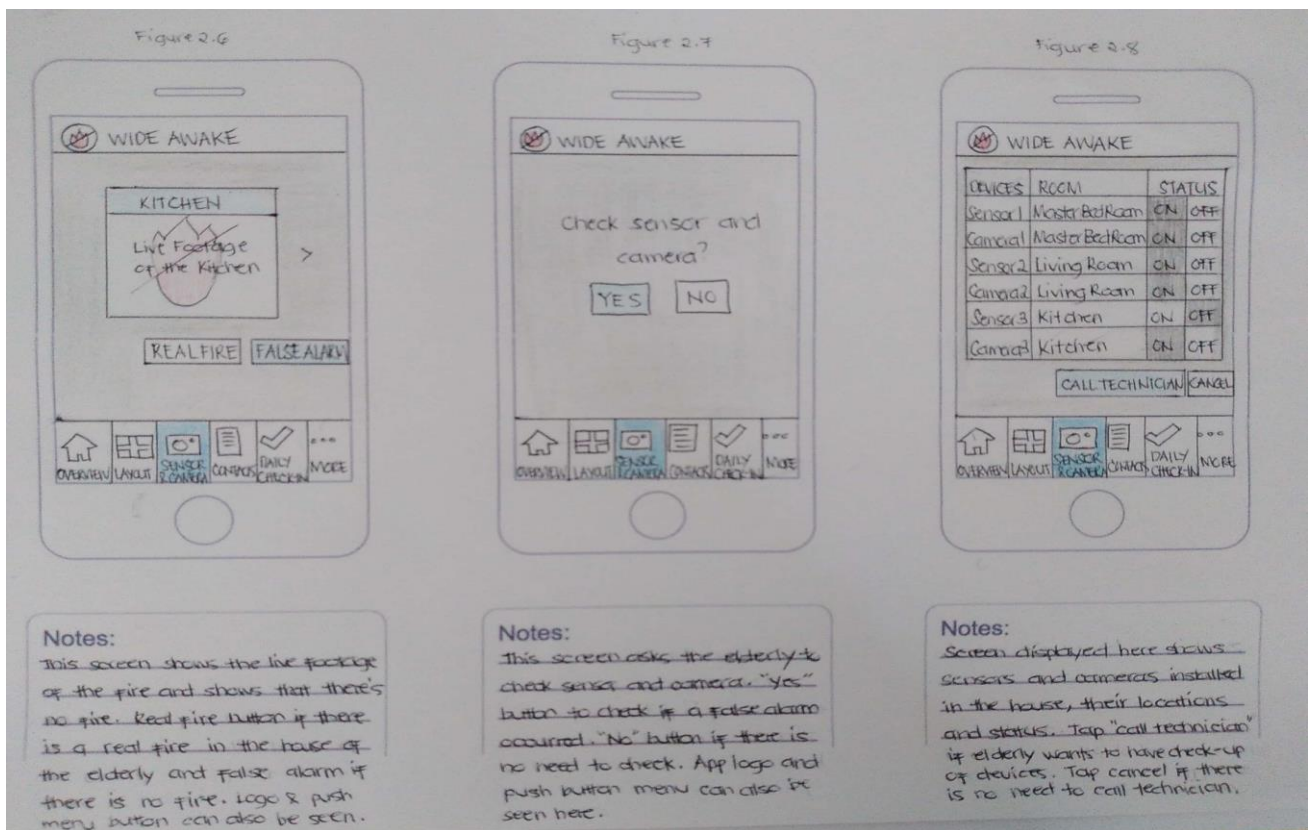 Figure 2.6
WIDE AWAKE
KITCHEN
Live Footage
of the Kitchen
>
REAL FIRE
FALSE ALARM
OVERVIEW
LAYOUT
SENSOR
& CAMERA
CONTACTS
DAILY
CHECK-IN
MORE
Notes:
This screen shows the live footage
of the fire and shows that there's
no fire. Real fire button if there
is a real fire in the house of
the elderly and false alarm if
there is no fire. Logo & push
menu button can also be seen.
Figure 2.7
WIDE AWAKE
Check sensor and
camera?
YES
NO
OVERVIEW
LAYOUT
SENSOR
& CAMERA
CONTACTS
DAILY
CHECK-IN
MORE
Notes:
This screen asks the elderly to
check sensor and camera. "Yes"
button to check if a false alarm
occurred. "No" button if there is
no need to check. App logo and
push button menu can also be
seen here.
Figure 2.8
WIDE AWAKE
DEVICES ROOM STATUS
Sensor1 Master BedRoom ON OFF
Camera1 Master BedRoom ON OFF
Sensor2 Living Room ON OFF
Camera2 Living Room ON OFF
Sensor3 Kitchen ON OFF
Camera3 Kitchen ON OFF
CALL TECHNICIAN
CANCEL
OVERVIEW
LAYOUT
SENSOR
& CAMERA
CONTACTS
DAILY
CHECK-IN
MORE
Notes:
Screen displayed here shows
sensors and cameras installed
in the house, their locations
and status. Tap "call technician"
if elderly wants to have check-up
of devices. Tap cancel if there
is no need to call technician.